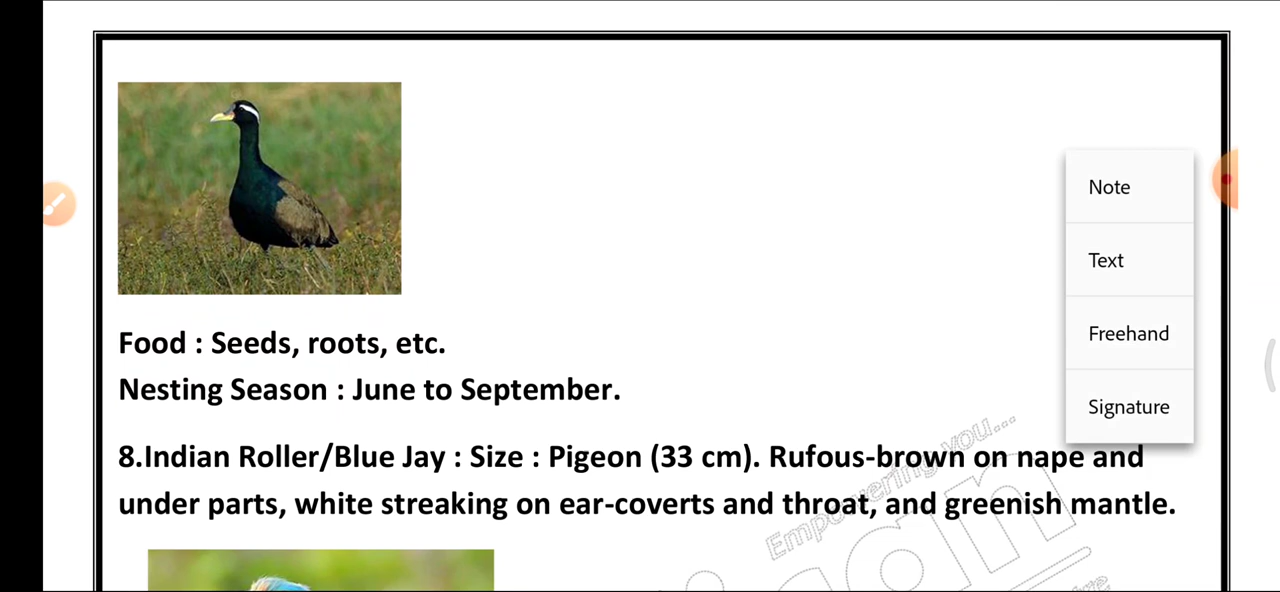 Note
Text
Freehand
Signature
Food : Seeds, roots, etc.
Nesting Season : June to September.
8.Indian Roller/Blue Jay : Size : Pigeon (33 cm). Rufous-brown on nape and
under parts, white streaking on ear-coverts and throat, and greenish mantle.
Empowering you...